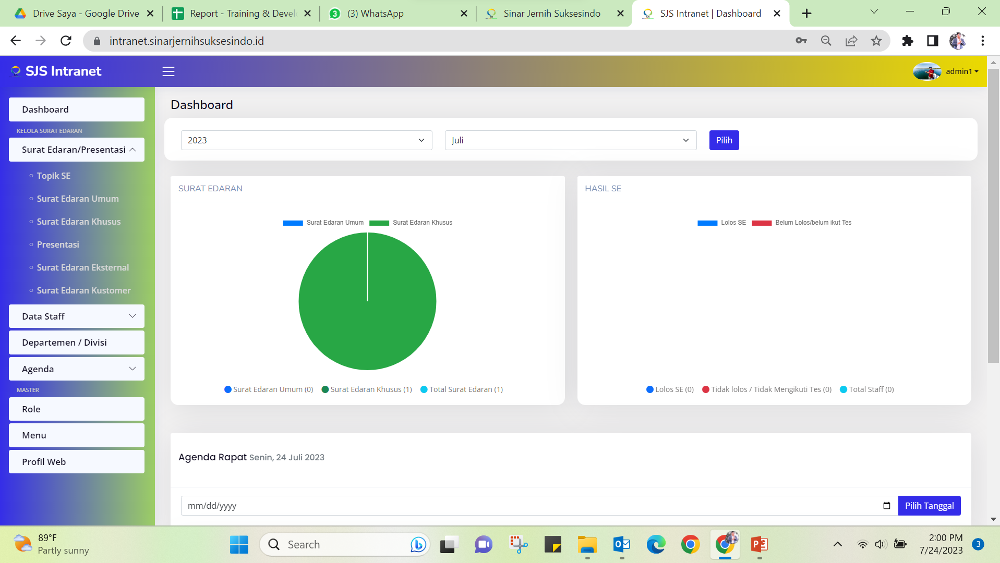 Drive Saya - Google Drive
Report - Training & Devel
3
(3) WhatsApp
Sinar Jernih Suksesindo
SJS Intranet | Dashboard
intranet.sinarjernihsuksesindo.id
SJS Intranet
admin1
Dashboard
KELOLA SURAT EDARAN
Surat Edaran/Presentasi
Topik SE
Surat Edaran Umum
Surat Edaran Khusus
Presentasi
Surat Edaran Eksternal
Surat Edaran Kustomer
Data Staff
Departemen / Divisi
Agenda
MASTER
Role
Menu
Profil Web
Dashboard
2023
Juli
Pilih
SURAT EDARAN
Surat Edaran Umum
Surat Edaran Khusus
Surat Edaran Umum (0)
Surat Edaran Khusus (1)
Total Surat Edaran (1)
HASIL SE
Lolos SE
Belum Lolos/belum ikut Tes
Lolos SE (0)
Tidak lolos / Tidak Mengikuti Tes (0)
Total Staff (0)
Agenda Rapat Senin, 24 Juli 2023
mm/dd/yyyy
Pilih Tanggal
89°F
Partly sunny
Search
2:00 PM
7/24/2023
3